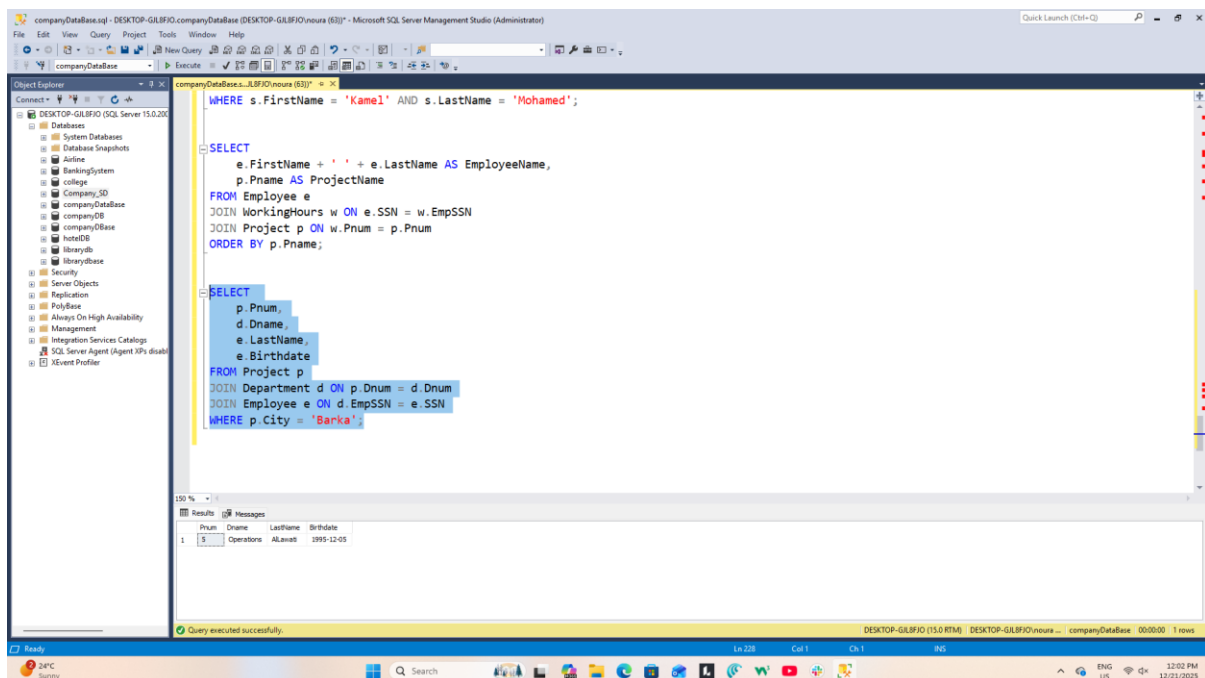 companyDataBase.sql - DESKTOP-GJL8FJO.companyDataBase (DESKTOP-GJL8FJO\noura (63))* - Microsoft SQL Server Management Studio (Administrator)
Quick Launch (Ctrl+Q)
File Edit View Query Project Tools Window Help
New Query
companyDataBase Execute
Object Explorer
companyDataBase.s...JL8FJO\noura (63))*
Connect
DESKTOP-GJL8FJO (SQL Server 15.0.200
Databases
System Databases
Database Snapshots
Airline
BankingSystem
college
Company_SD
companyDataBase
companyDB
companyDBase
hotelDB
librarydb
librarydbase
Security
Server Objects
Replication
PolyBase
Always On High Availability
Management
Integration Services Catalogs
SQL Server Agent (Agent XPs disabl
XEvent Profiler
WHERE s.FirstName = 'Kamel' AND s.LastName = 'Mohamed';
SELECT
e.FirstName + ' ' + e.LastName AS EmployeeName,
p.Pname AS ProjectName
FROM Employee e
JOIN WorkingHours w ON e.SSN = w.EmpSSN
JOIN Project p ON w.Pnum = p.Pnum
ORDER BY p.Pname;
SELECT
p.Pnum,
d.Dname,
e.LastName,
e.Birthdate
FROM Project p
JOIN Department d ON p.Dnum = d.Dnum
JOIN Employee e ON d.EmpSSN = e.SSN
WHERE p.City = 'Barka';
150 %
Results Messages
Pnum Dname LastName Birthdate
1 5 Operations AlLawati 1995-12-05
Query executed successfully.
DESKTOP-GJL8FJO (15.0 RTM) DESKTOP-GJL8FJO\noura ... companyDataBase 00:00:00 1 rows
Ready
Ln 228 Col 1 Ch 1 INS
2
24°C
Sunny
Search
ENG
US
12:02 PM
12/21/2025